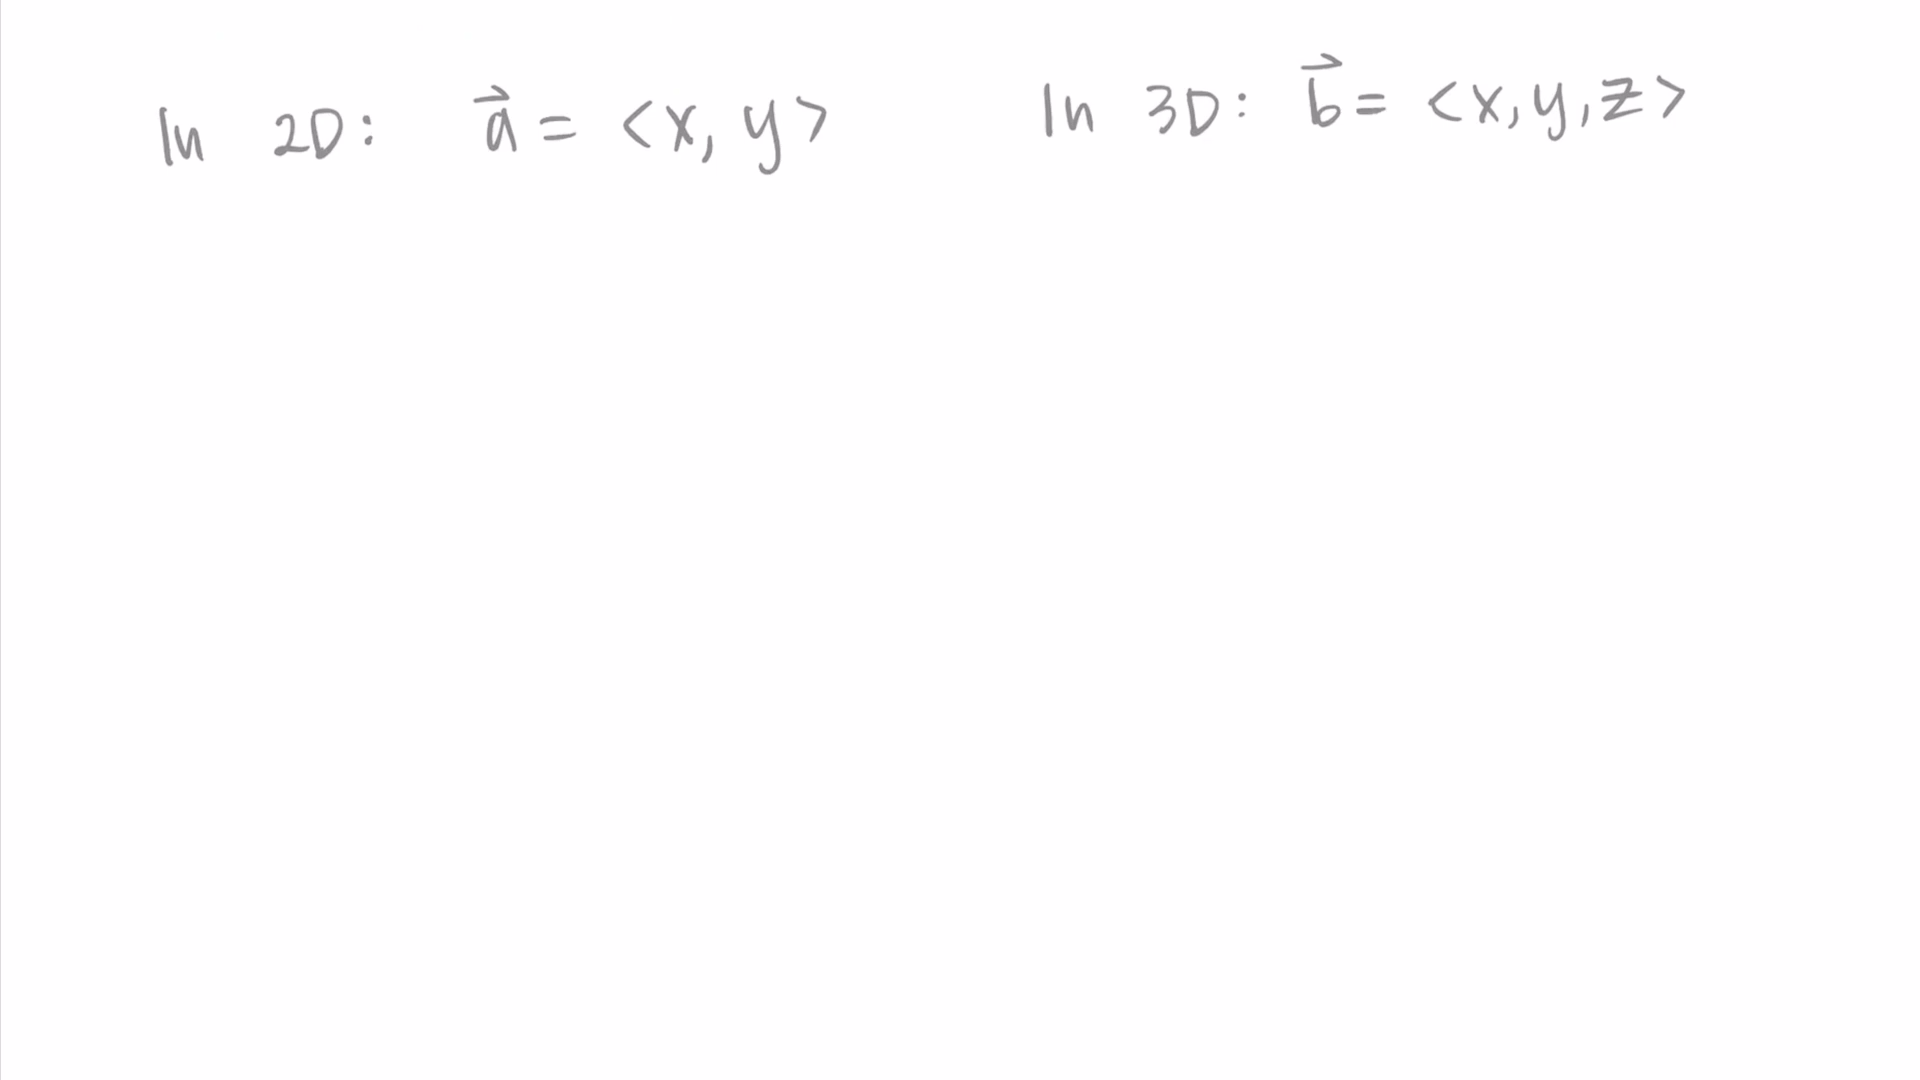 In 2D: a⃗ = <x, y>
In 3D: b⃗ = <x, y, z>